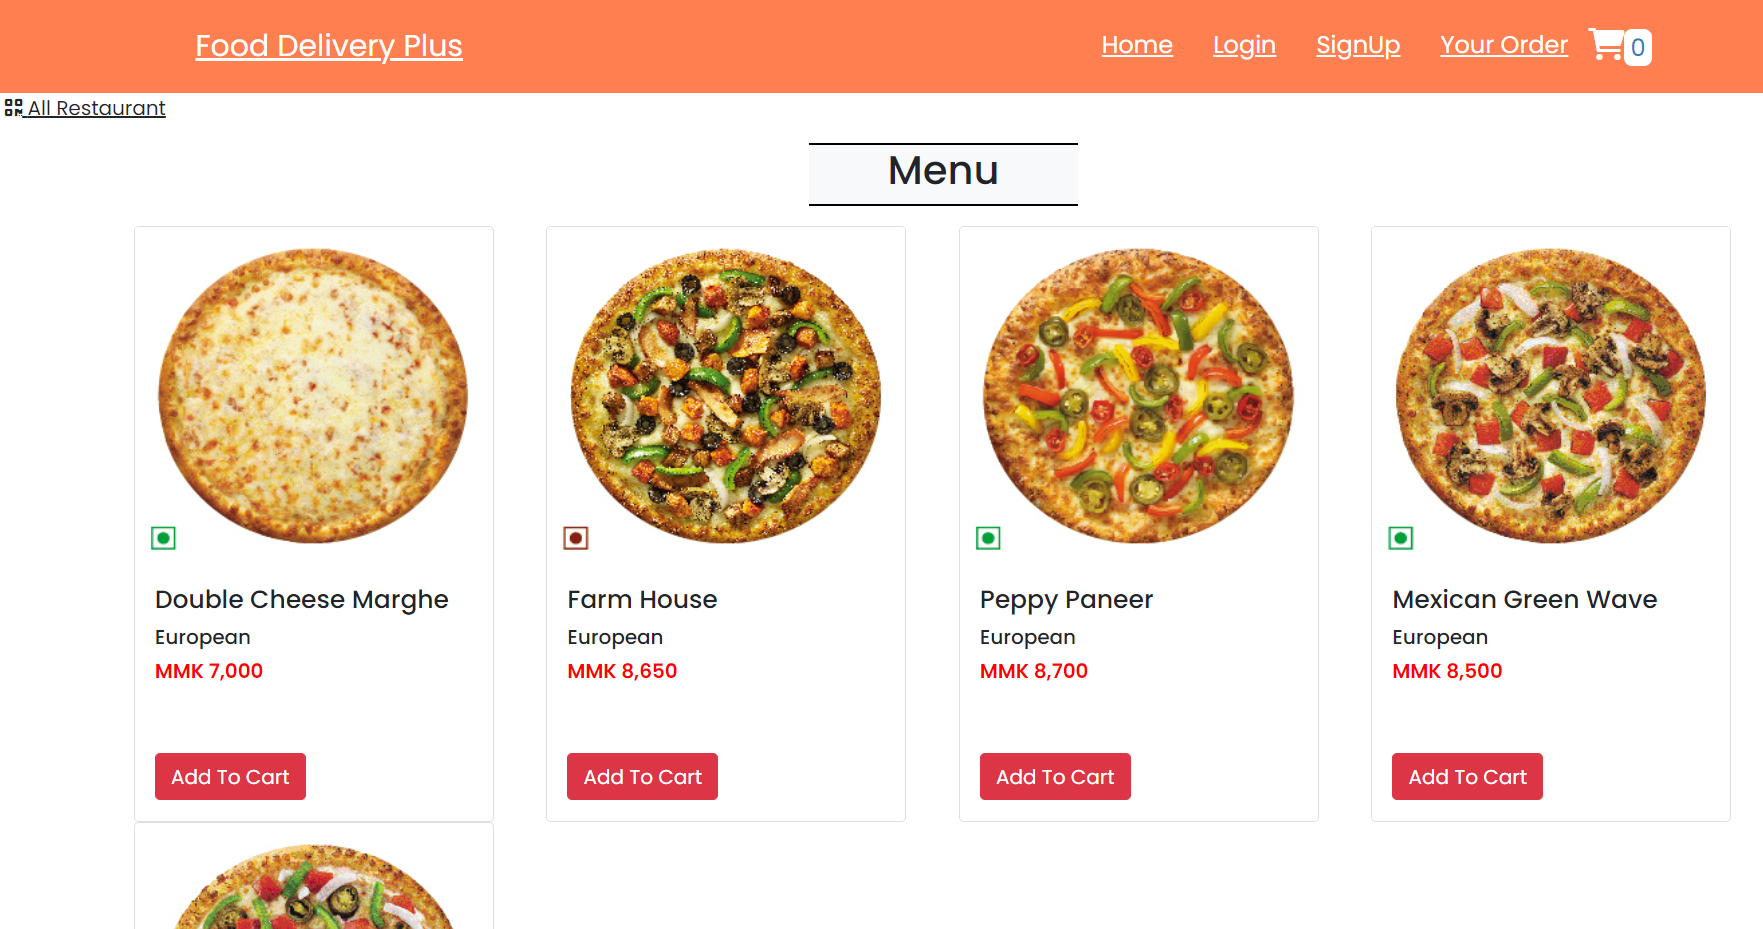 Food Delivery Plus
Home Login SignUp Your Order 0
All Restaurant
Menu
Double Cheese Marghe
European
MMK 7,000
Add To Cart
Farm House
European
MMK 8,650
Add To Cart
Peppy Paneer
European
MMK 8,700
Add To Cart
Mexican Green Wave
European
MMK 8,500
Add To Cart